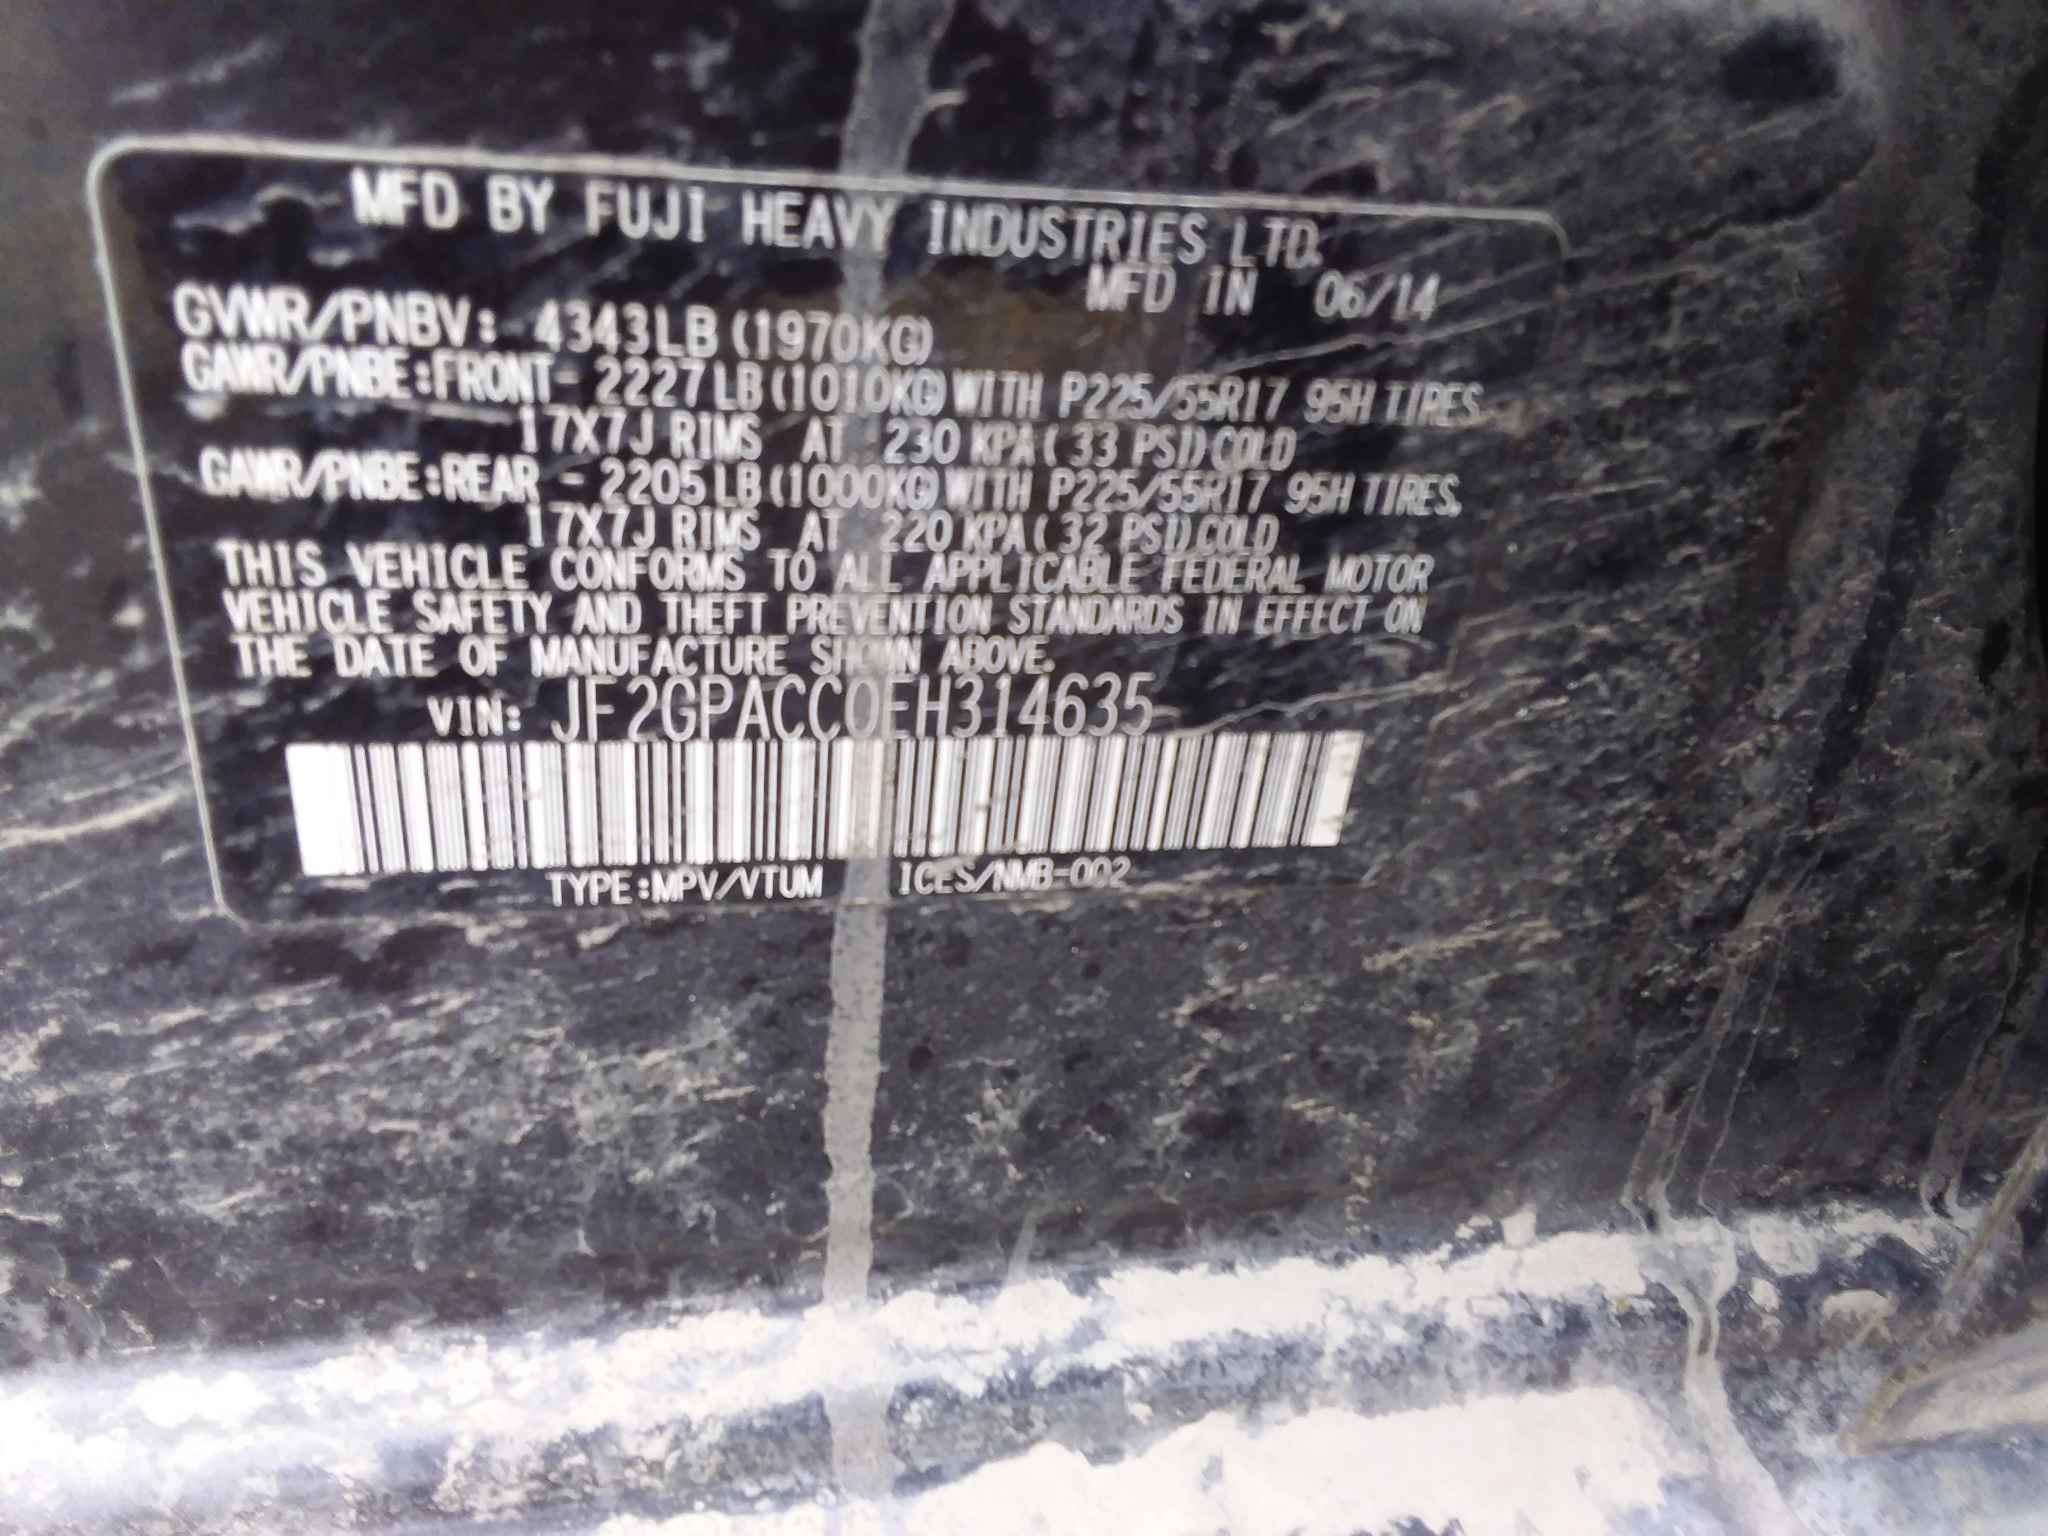 MFD BY FUJI HEAVY INDUSTRIES LTD.
MFD IN 06/14
GVWR/PNBV: 4343LB (1970KG)
GAWR/PNBE:FRONT- 2227LB(1010KG) WITH P225/55R17 95H TIRES,
17X7J RIMS AT 230 KPA( 33 PSI)COLD
GAWR/PNBE:REAR - 2205LB(1000KG) WITH P225/55R17 95H TIRES,
17X7J RIMS AT 220 KPA( 32 PSI)COLD
THIS VEHICLE CONFORMS TO ALL APPLICABLE FEDERAL MOTOR
VEHICLE SAFETY AND THEFT PREVENTION STANDARDS IN EFFECT ON
THE DATE OF MANUFACTURE SHOWN ABOVE.
VIN: JF2GPACC0EH314635
TYPE:MPV/VTUM ICES/NMB-002